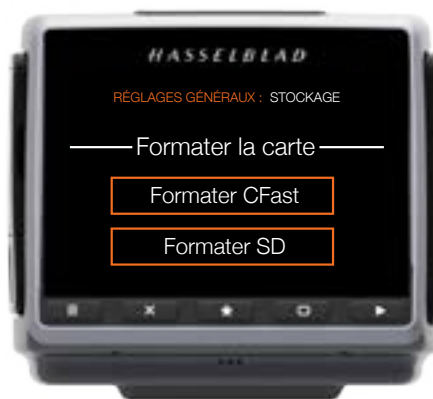 HASSELBLAD
RÉGLAGES GÉNÉRAUX : STOCKAGE
Formater la carte
Formater CFast
Formater SD